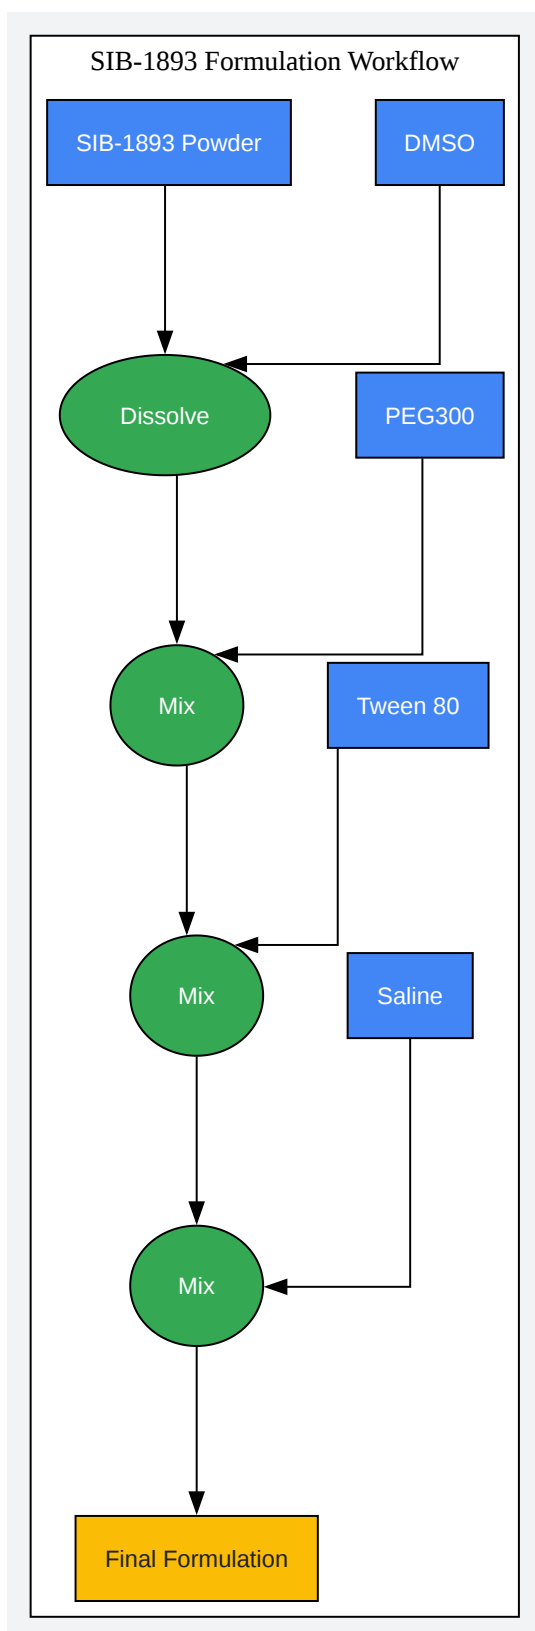 SIB-1893 Formulation Workflow
SIB-1893 Powder
DMSO
Dissolve
PEG300
Mix
Tween 80
Mix
Saline
Mix
Final Formulation